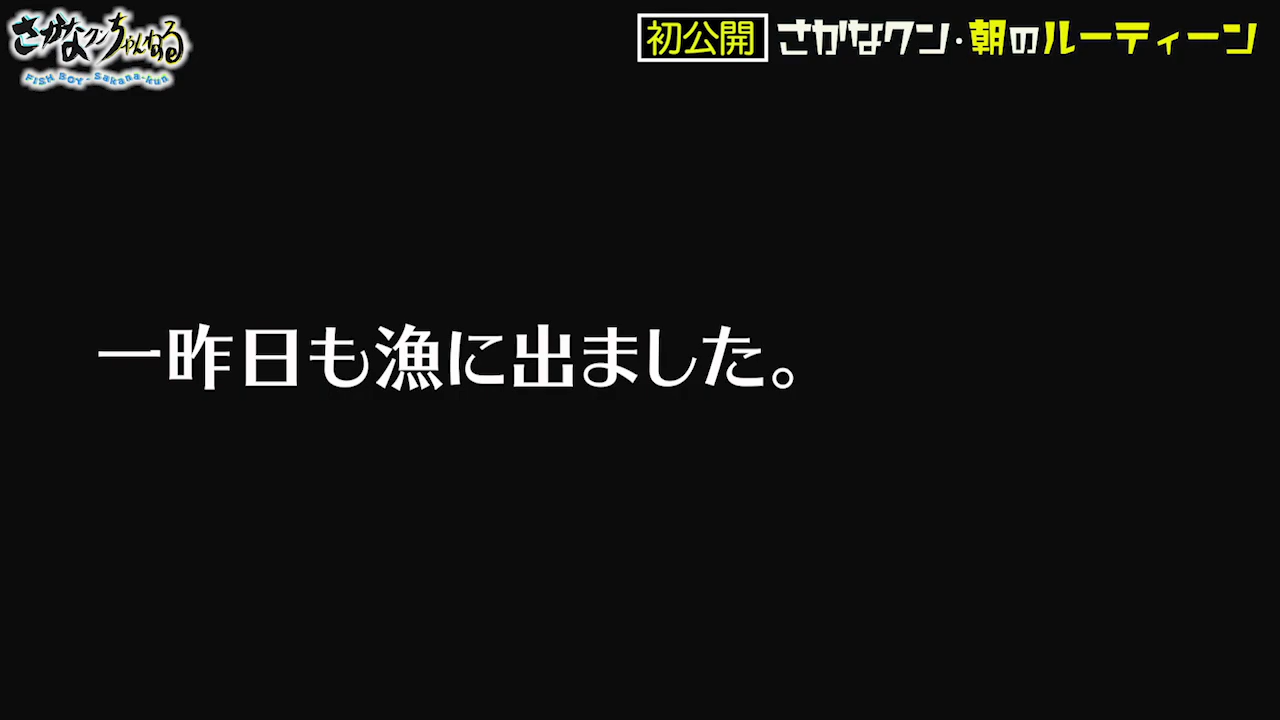 さかなクンちゃんねる
FISH BOY - Sakana-kun
初公開 さかなクン・朝のルーティーン
一昨日も漁に出ました。